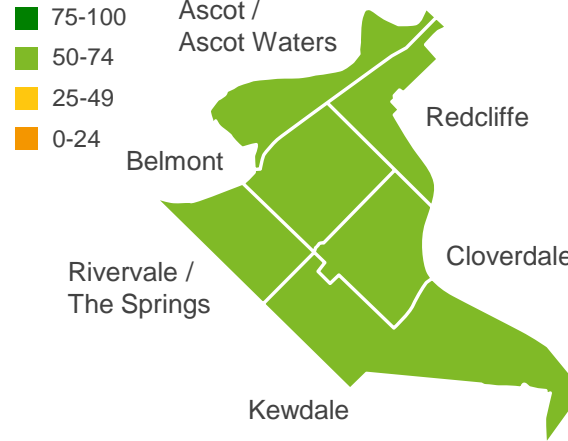 75-100
50-74
25-49
0-24
Ascot /
Ascot Waters
Redcliffe
Belmont
Cloverdale
Rivervale /
The Springs
Kewdale